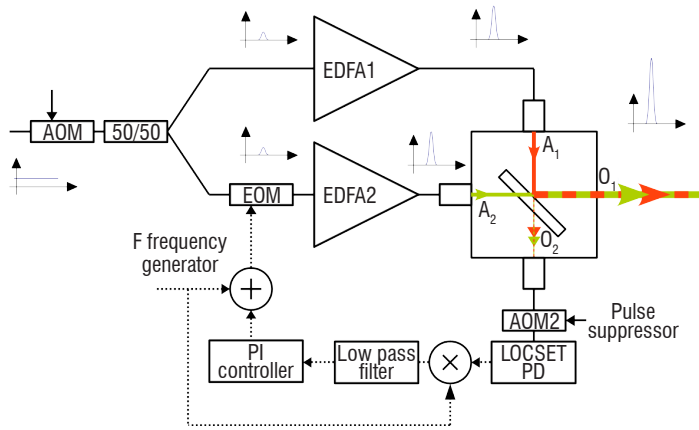 EDFA1
AOM
50/50
A1
O1
EOM
EDFA2
A2
O2
F frequency
generator
+
Pulse
suppressor
AOM2
PI
controller
Low pass
filter
×
LOCSET
PD